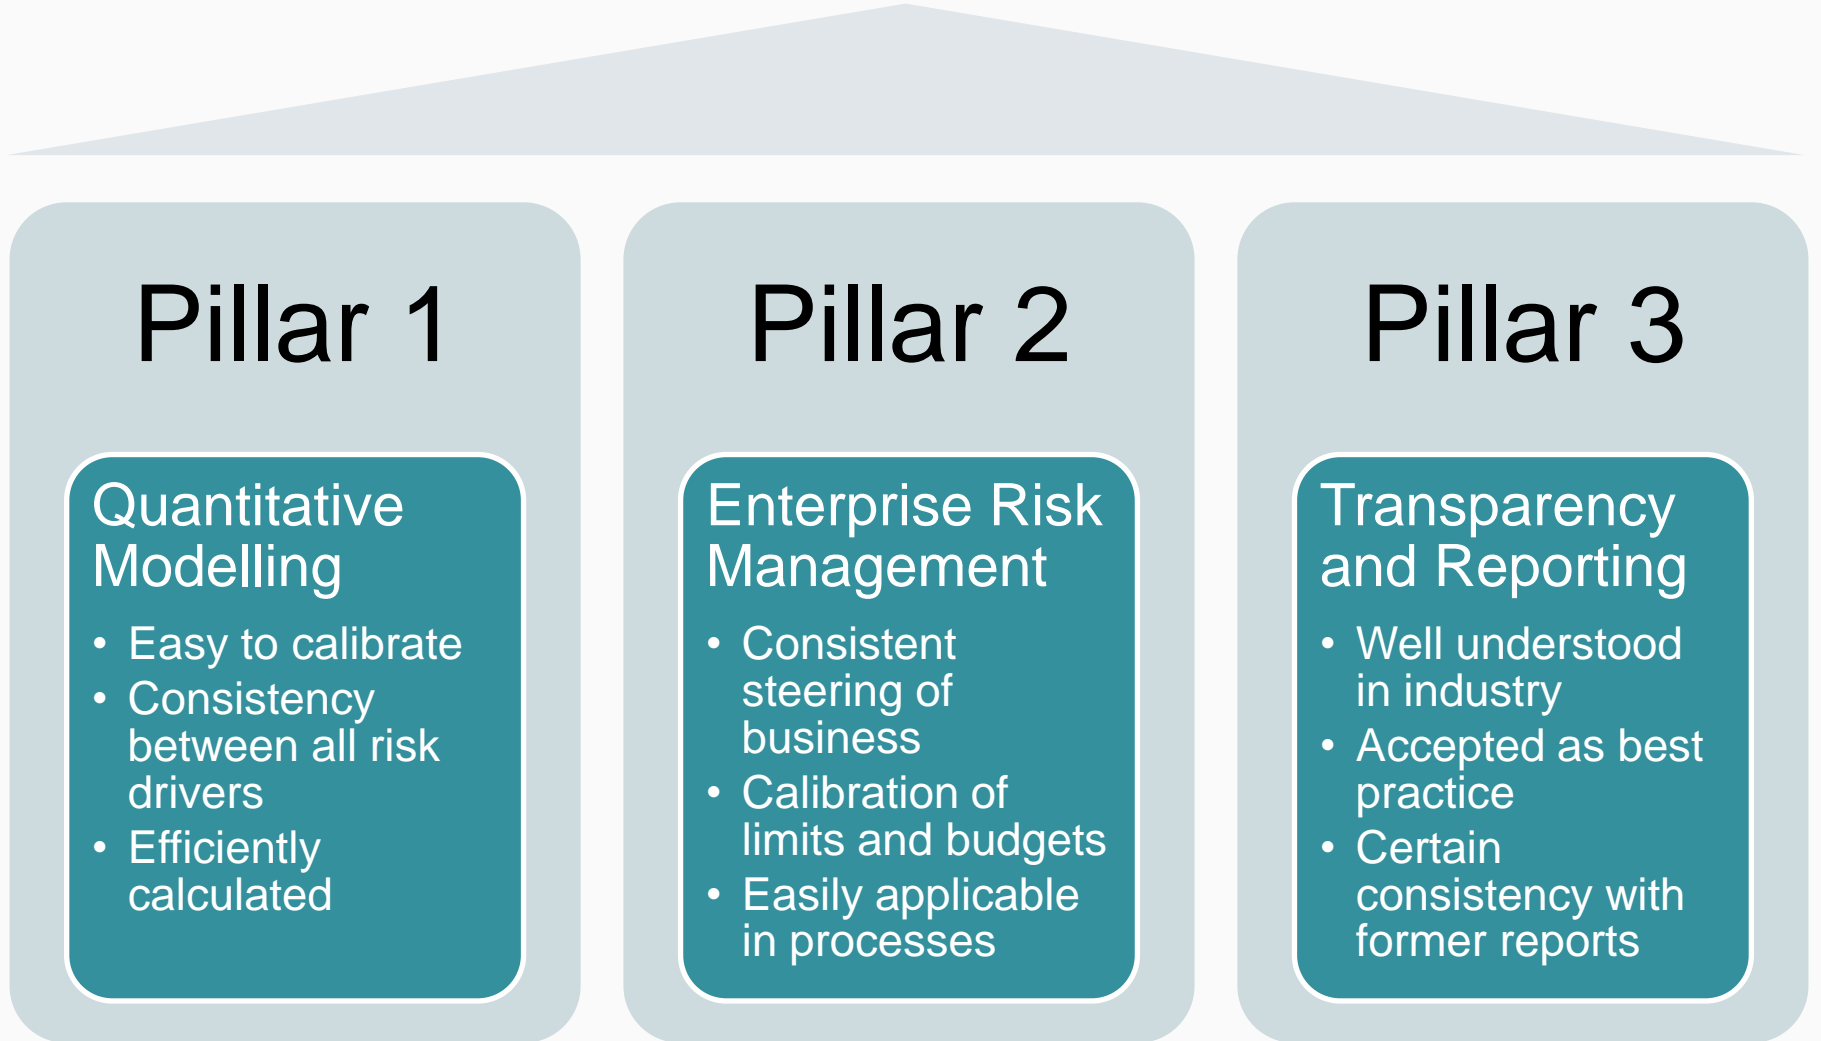 Pillar 1
Quantitative
Modelling
• Easy to calibrate
• Consistency
between all risk
drivers
• Efficiently
calculated
Pillar 2
Enterprise Risk
Management
• Consistent
steering of
business
• Calibration of
limits and budgets
• Easily applicable
in processes
Pillar 3
Transparency
and Reporting
• Well understood
in industry
• Accepted as best
practice
• Certain
consistency with
former reports